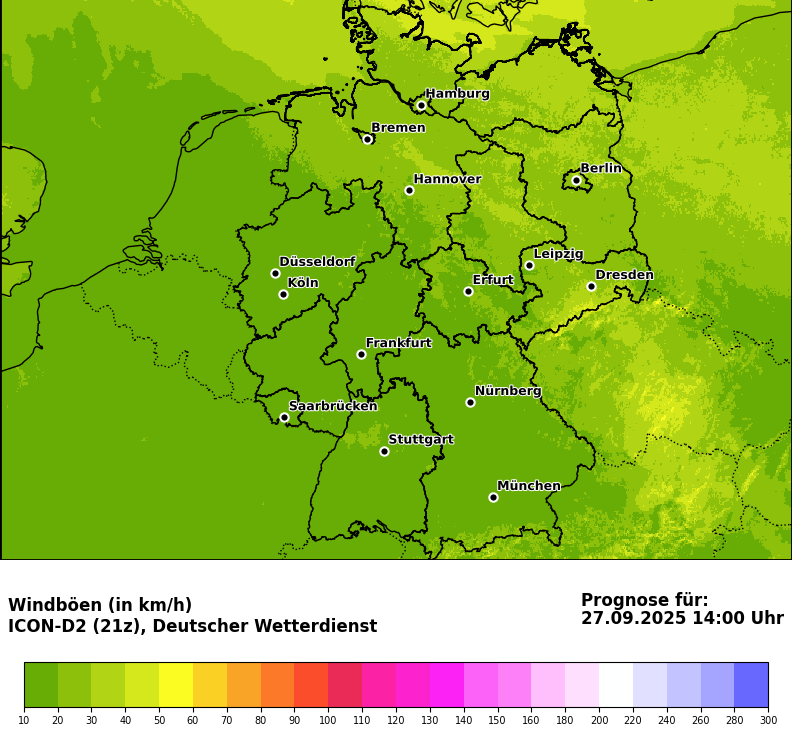 Hamburg
Bremen
Berlin
Hannover
Leipzig
Düsseldorf
Dresden
Köln
Erfurt
Frankfurt
Nürnberg
Saarbrücken
Stuttgart
München
Windböen (in km/h)
ICON-D2 (21z), Deutscher Wetterdienst
Prognose für:
27.09.2025 14:00 Uhr
10 20 30 40 50 60 70 80 90 100 110 120 130 140 150 160 180 200 220 240 260 280 300